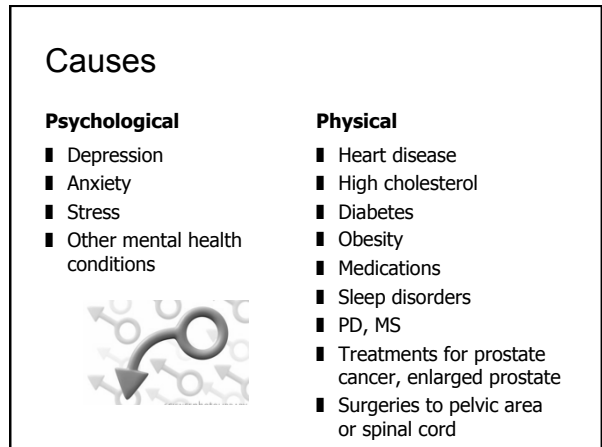 Causes
Psychological
▮ Depression
▮ Anxiety
▮ Stress
▮ Other mental health
conditions
Physical
▮ Heart disease
▮ High cholesterol
▮ Diabetes
▮ Obesity
▮ Medications
▮ Sleep disorders
▮ PD, MS
▮ Treatments for prostate
cancer, enlarged prostate
▮ Surgeries to pelvic area
or spinal cord